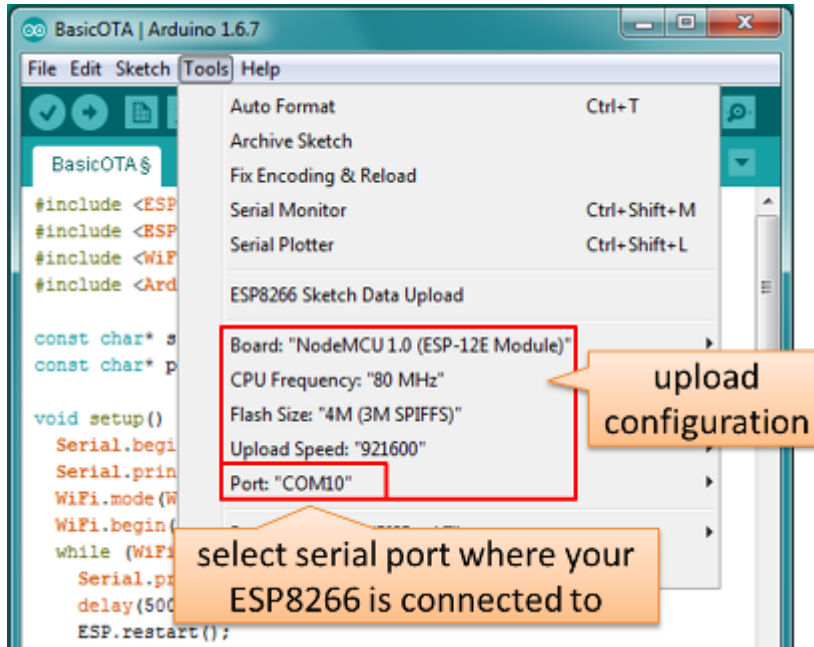 BasicOTA | Arduino 1.6.7
File Edit Sketch Tools Help
Auto Format Ctrl+T
Archive Sketch
BasicOTA §
Fix Encoding & Reload
#include <ESP
Serial Monitor Ctrl+Shift+M
#include <ESP
Serial Plotter Ctrl+Shift+L
#include <WiF
#include <Ard
ESP8266 Sketch Data Upload
const char* s
Board: "NodeMCU 1.0 (ESP-12E Module)"
const char* p
CPU Frequency: "80 MHz"
upload
configuration
Flash Size: "4M (3M SPIFFS)"
void setup()
Upload Speed: "921600"
Serial.begi
Port: "COM10"
Serial.prin
WiFi.mode(W
WiFi.begin(
while (WiFi
select serial port where your
ESP8266 is connected to
Serial.pr
delay(500
ESP.restart();